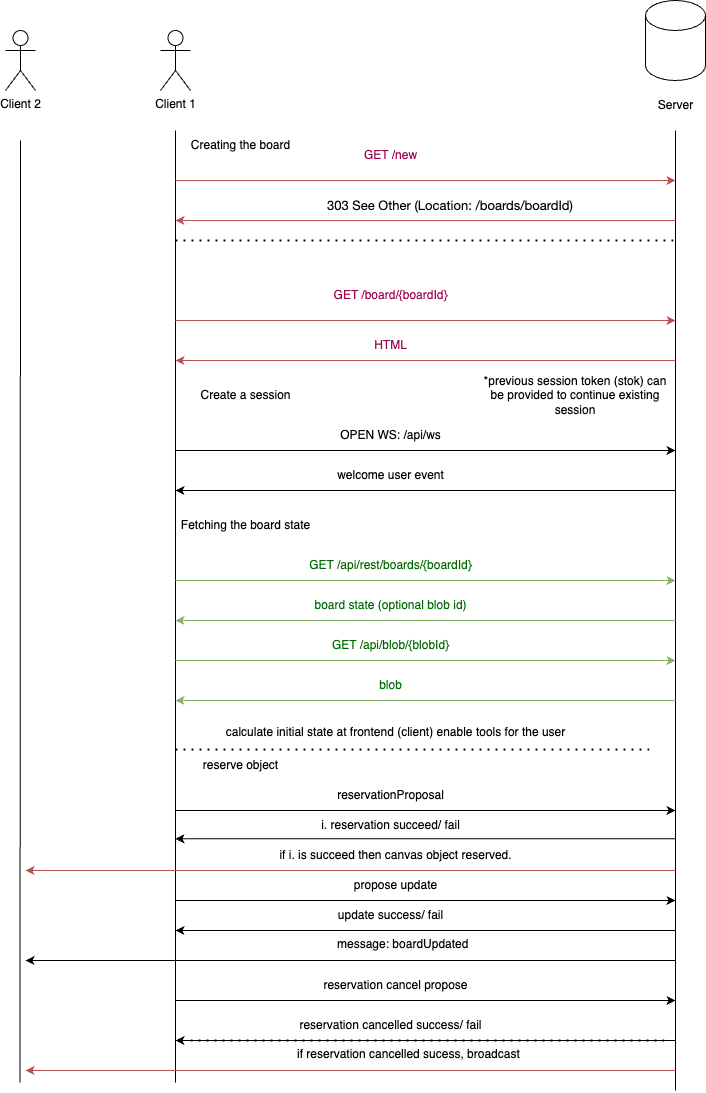 Client 2
Client 1
Server
Creating the board
GET /new
303 See Other (Location: /boards/boardId)
GET /board/{boardId}
HTML
Create a session
*previous session token (stok) can
be provided to continue existing
session
OPEN WS: /api/ws
welcome user event
Fetching the board state
GET /api/rest/boards/{boardId}
board state (optional blob id)
GET /api/blob/{blobId}
blob
calculate initial state at frontend (client) enable tools for the user
reserve object
reservationProposal
i. reservation succeed/ fail
if i. is succeed then canvas object reserved.
propose update
update success/ fail
message: boardUpdated
reservation cancel propose
reservation cancelled success/ fail
if reservation cancelled sucess, broadcast